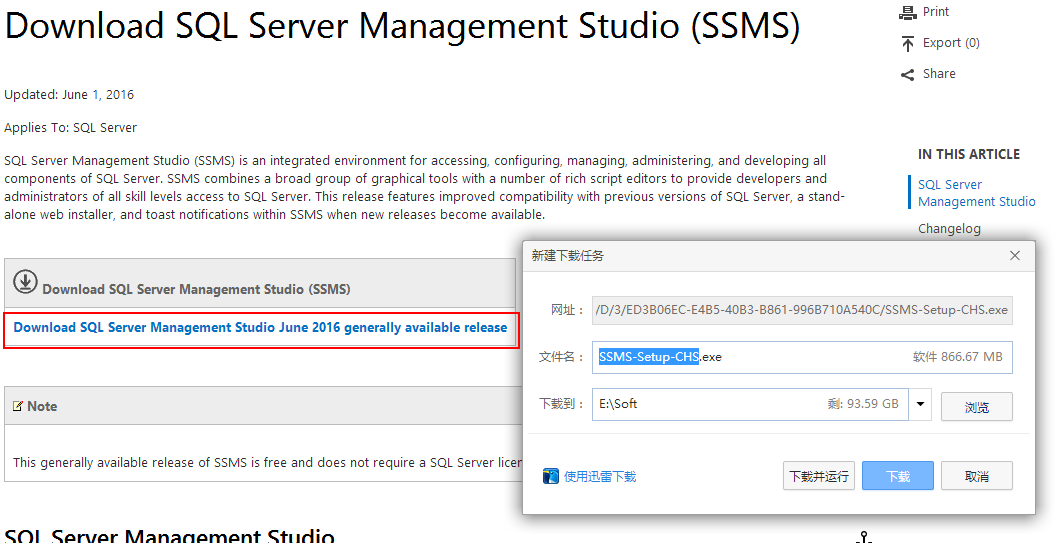 Download SQL Server Management Studio (SSMS)
Print
Export (0)
Share
Updated: June 1, 2016
Applies To: SQL Server
SQL Server Management Studio (SSMS) is an integrated environment for accessing, configuring, managing, administering, and developing all
components of SQL Server. SSMS combines a broad group of graphical tools with a number of rich script editors to provide developers and
administrators of all skill levels access to SQL Server. This release features improved compatibility with previous versions of SQL Server, a stand-
alone web installer, and toast notifications within SSMS when new releases become available.
IN THIS ARTICLE
SQL Server
Management Studio
Changelog
Download SQL Server Management Studio (SSMS)
Download SQL Server Management Studio June 2016 generally available release
Note
This generally available release of SSMS is free and does not require a SQL Server licen
SQL Server Management Studio
新建下载任务
网址：
/D/3/ED3B06EC-E4B5-40B3-B861-996B710A540C/SSMS-Setup-CHS.exe
文件名：
SSMS-Setup-CHS.exe
软件 866.67 MB
下载到：
E:\Soft
剩: 93.59 GB
浏览
使用迅雷下载
下载并运行
下载
取消